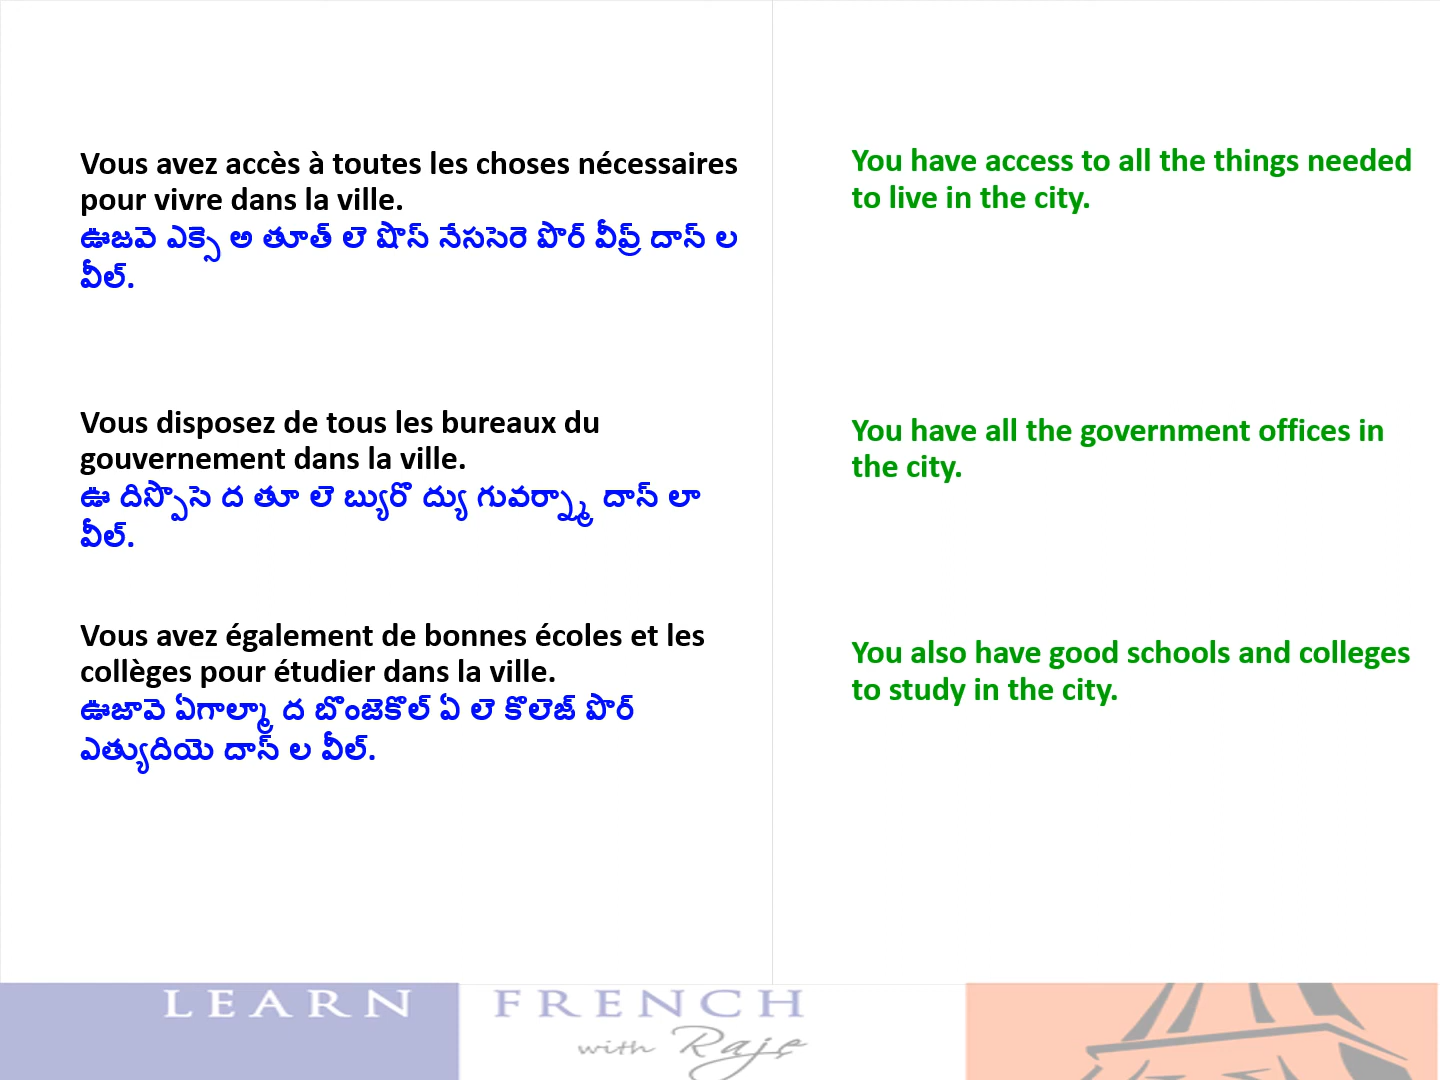 Vous avez accès à toutes les choses nécessaires
pour vivre dans la ville.
ఊజవె ఎక్సె అ తూత్ లె షొస్ నేససెరె పొర్ వీవ్ర్ దాస్ ల
వీల్.
You have access to all the things needed
to live in the city.
Vous disposez de tous les bureaux du
gouvernement dans la ville.
ఊ దిస్పొసె ద తూ లె బ్యురొ ద్యు గువర్న్మా దాస్ లా
వీల్.
You have all the government offices in
the city.
Vous avez également de bonnes écoles et les
collèges pour étudier dans la ville.
ఊజావె ఏగాల్మా ద బొంజెకొల్ ఏ లె కొలెజ్ పొర్
ఎత్యుదియె దాస్ ల వీల్.
You also have good schools and colleges
to study in the city.
LEARN FRENCH
with Raje